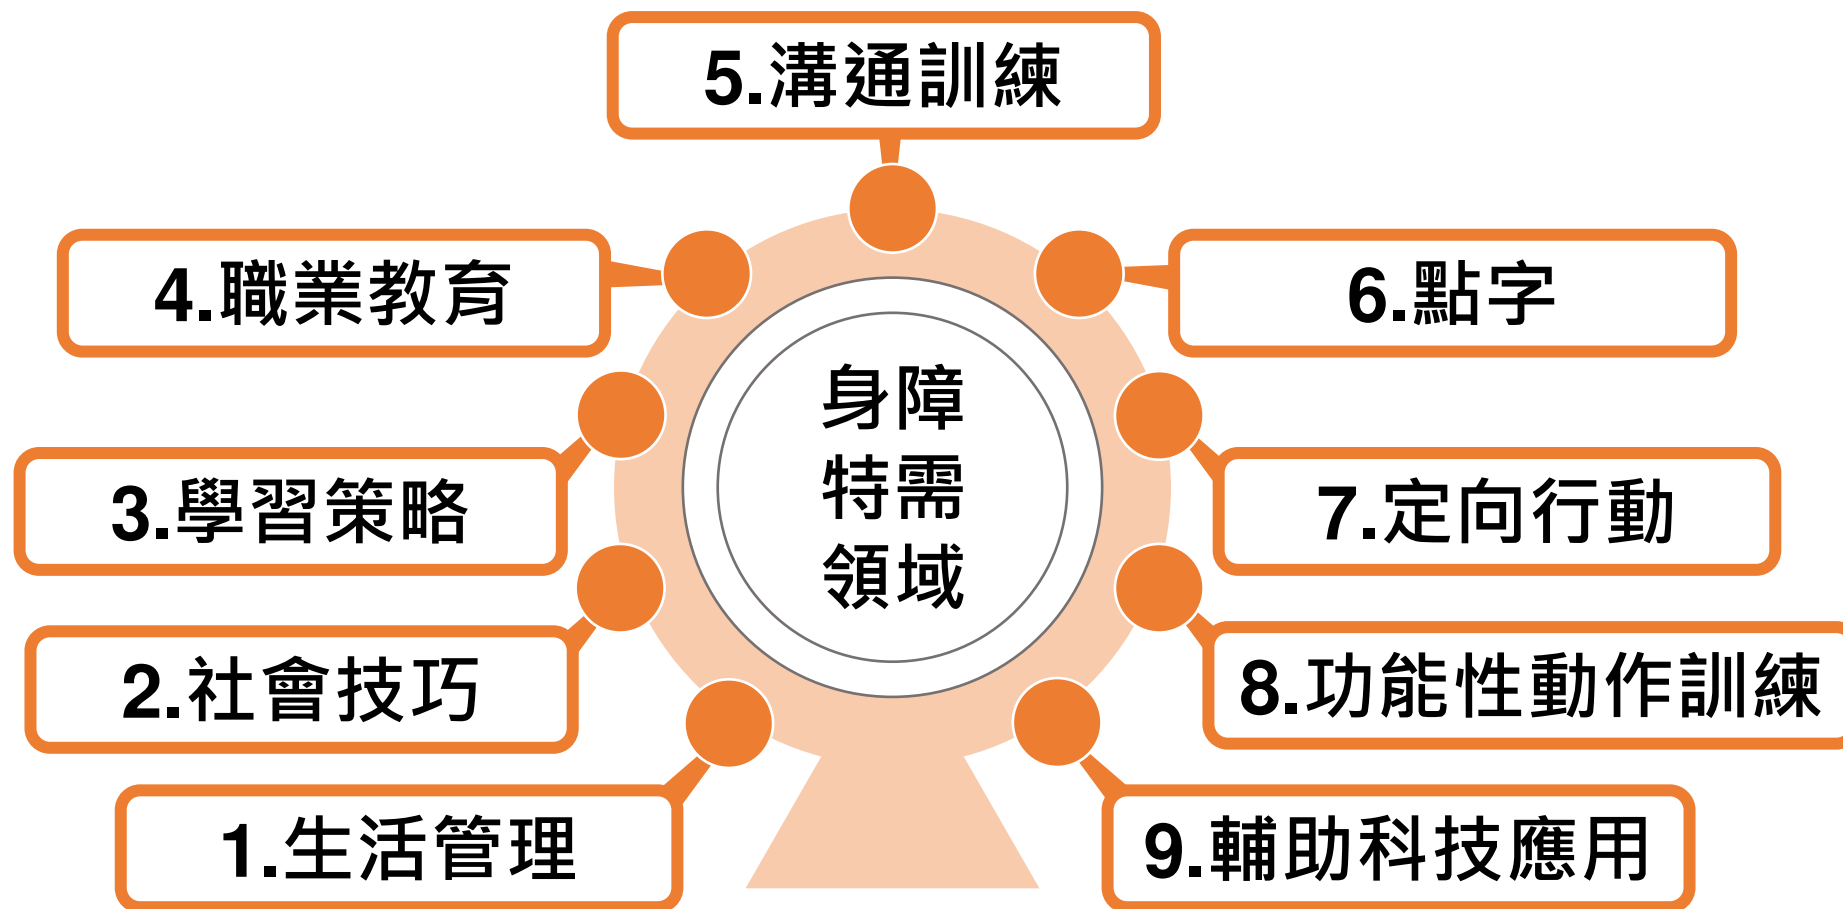 5.溝通訓練
4.職業教育
6.點字
身障
特需
領域
3.學習策略
7.定向行動
2.社會技巧
8.功能性動作訓練
1.生活管理
9.輔助科技應用